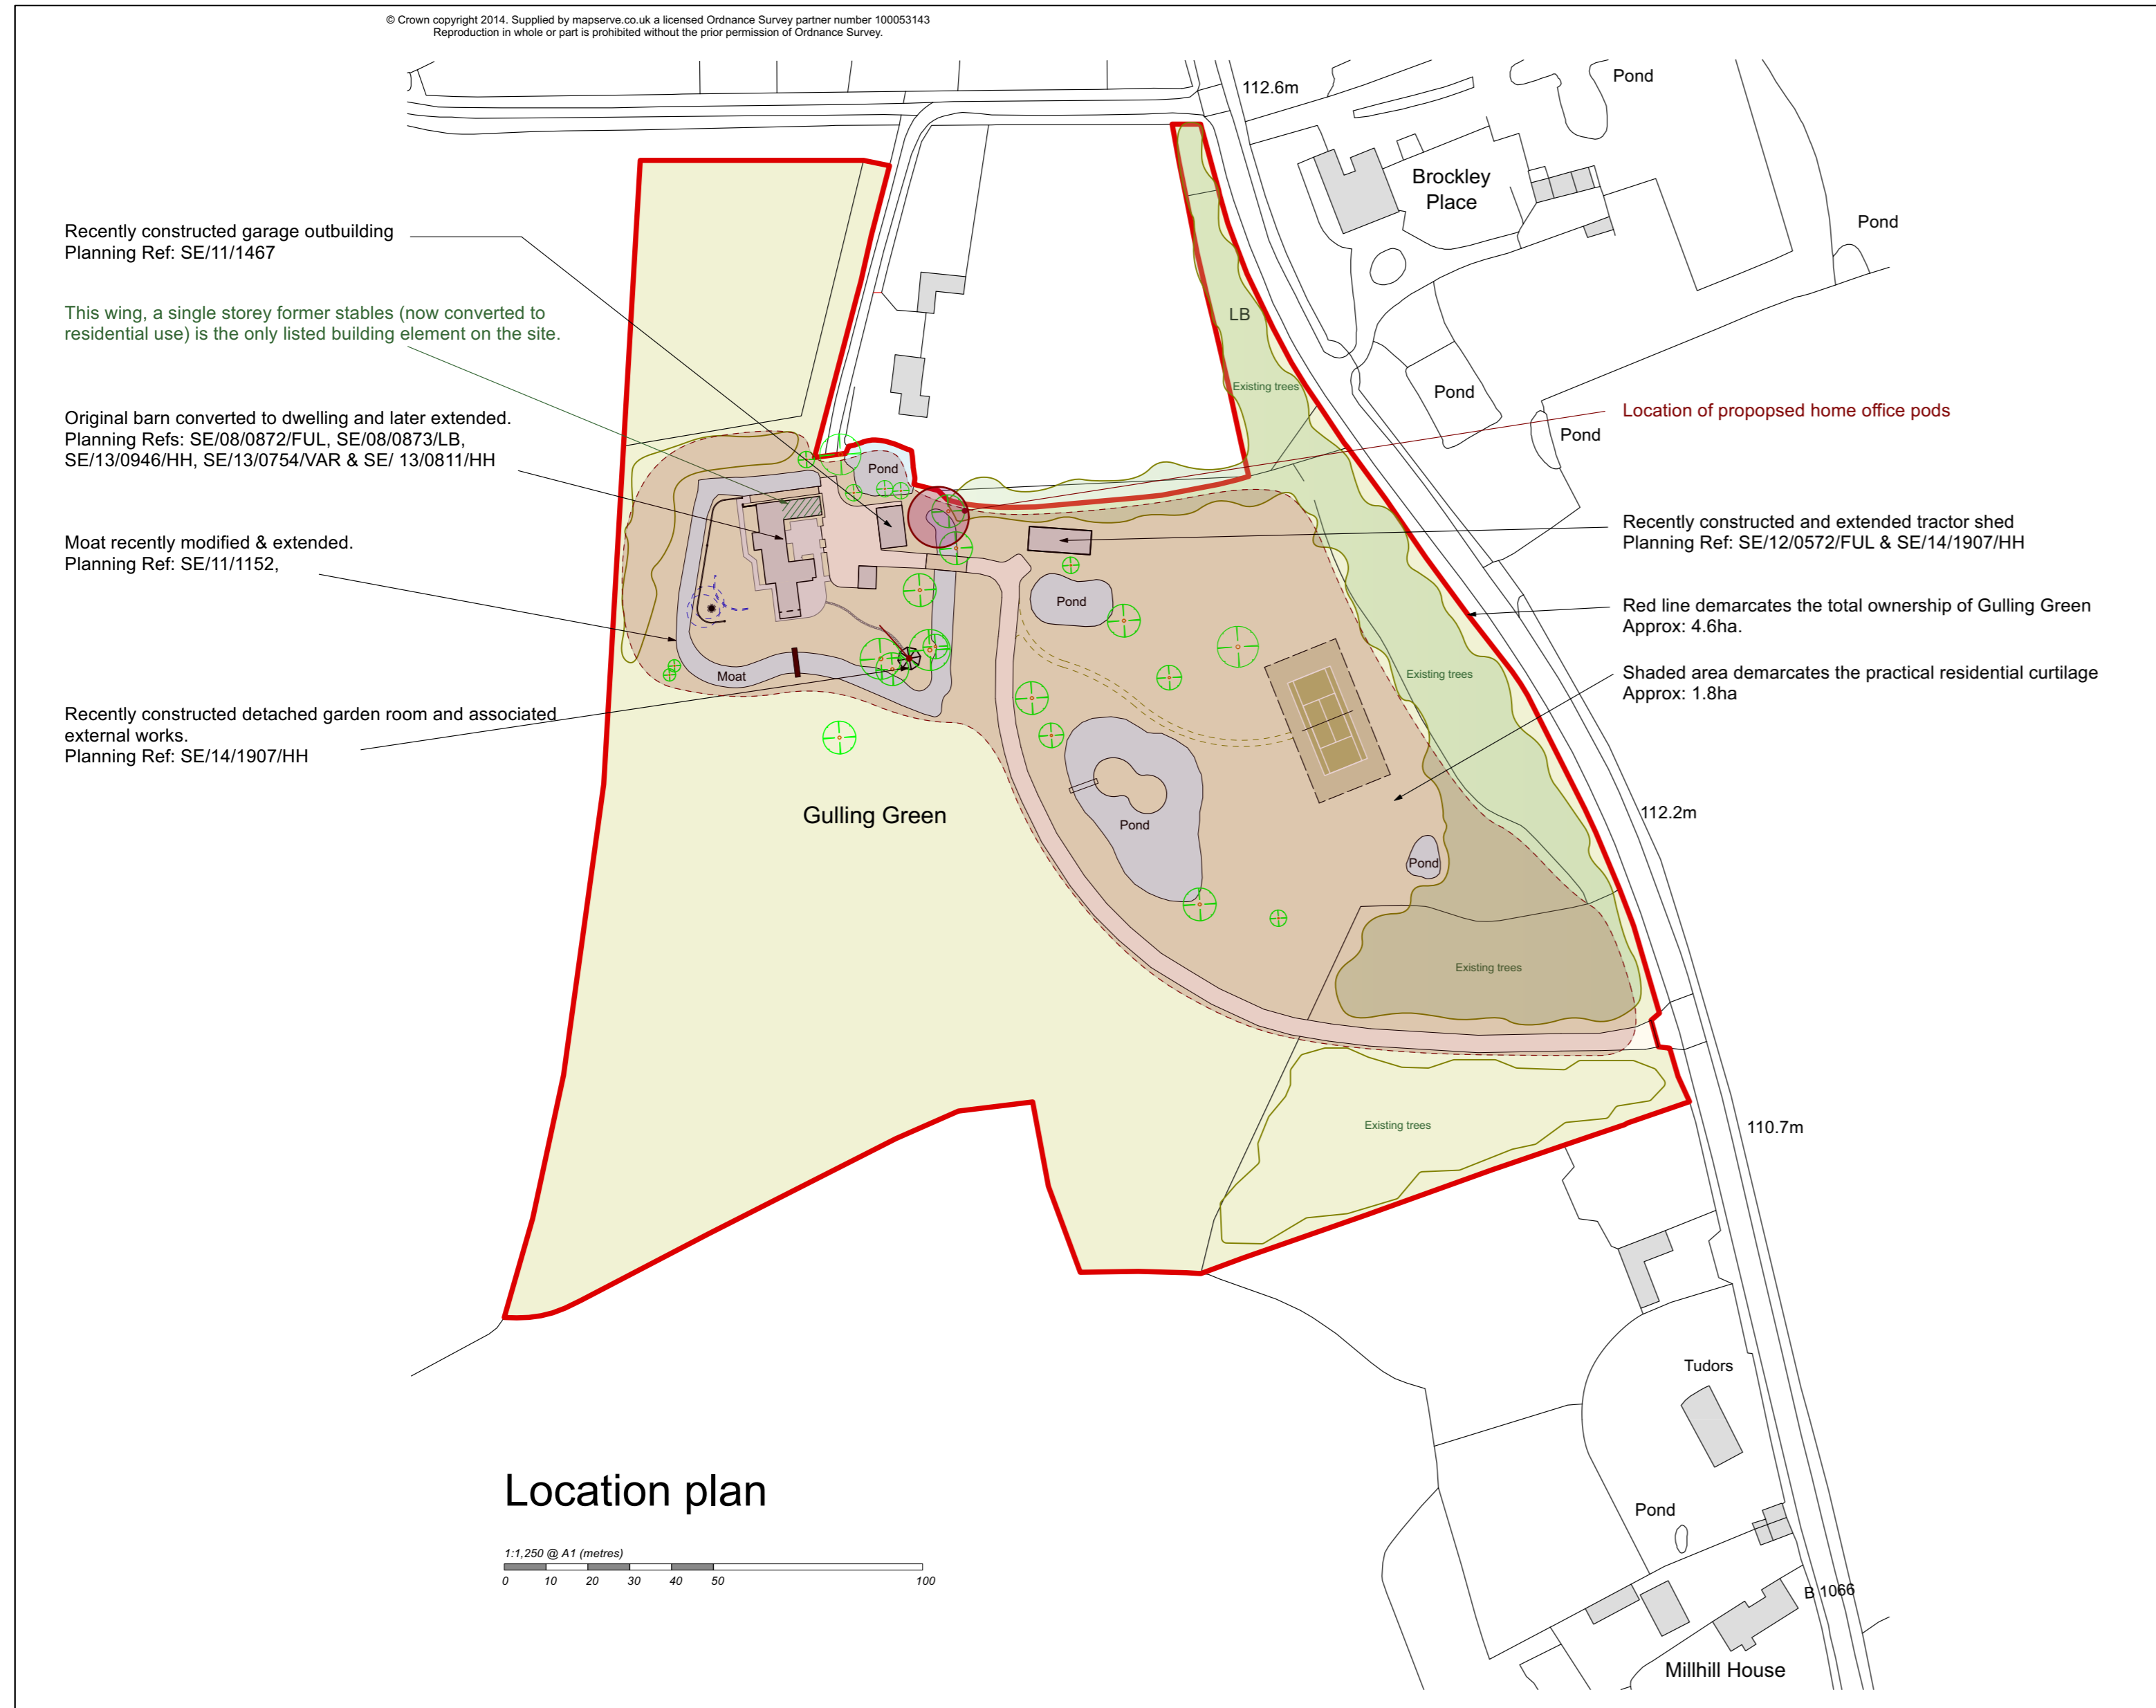 © Crown copyright 2014. Supplied by mapserve.co.uk a licensed Ordnance Survey partner number 100053143
Reproduction in whole or part is prohibited without the prior permission of Ordnance Survey.
112.6m
Pond
Brockley
Place
Pond
Recently constructed garage outbuilding
Planning Ref: SE/11/1467
This wing, a single storey former stables (now converted to
residential use) is the only listed building element on the site.
LB
Existing trees
Pond
Pond
Location of propopsed home office pods
Original barn converted to dwelling and later extended.
Planning Refs: SE/08/0872/FUL, SE/08/0873/LB,
SE/13/0946/HH, SE/13/0754/VAR & SE/ 13/0811/HH
Pond
Recently constructed and extended tractor shed
Planning Ref: SE/12/0572/FUL & SE/14/1907/HH
Moat recently modified & extended.
Planning Ref: SE/11/1152,
Pond
Red line demarcates the total ownership of Gulling Green
Approx: 4.6ha.
Moat
Existing trees
Shaded area demarcates the practical residential curtilage
Approx: 1.8ha
Recently constructed detached garden room and associated
external works.
Planning Ref: SE/14/1907/HH
Gulling Green
Pond
112.2m
Pond
Existing trees
Existing trees
110.7m
Tudors
Location plan
Pond
1:1,250 @ A1 (metres)
0 10 20 30 40 50 100
B 1066
Millhill House